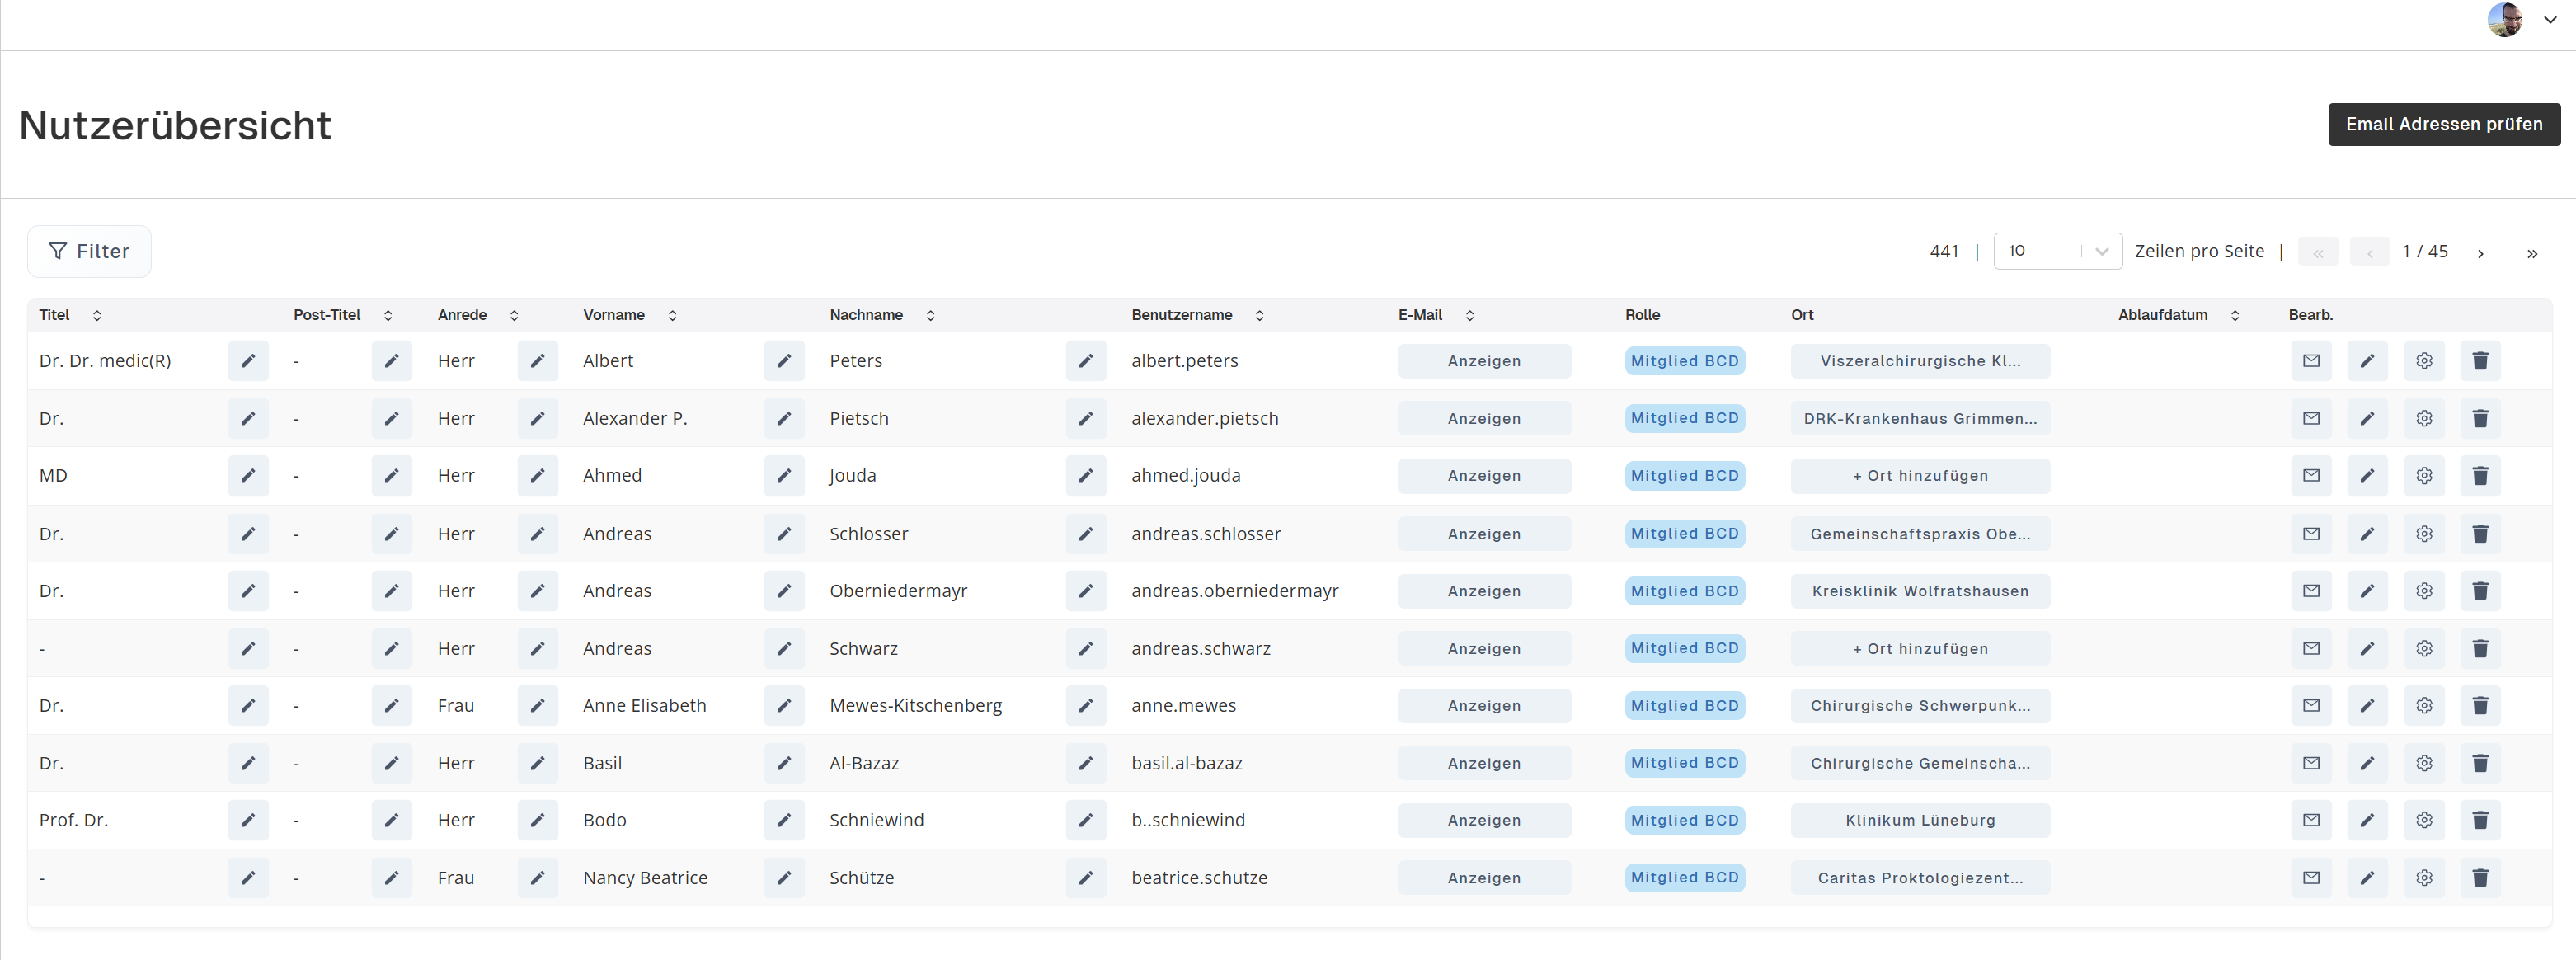 Nutzerübersicht
Email Adressen prüfen
Filter
441 | 10 Zeilen pro Seite | « ‹ 1 / 45 › »
Titel Post-Titel Anrede Vorname Nachname Benutzername E-Mail Rolle Ort Ablaufdatum Bearb.
Dr. Dr. medic(R) - Herr Albert Peters albert.peters Anzeigen Mitglied BCD Viszeralchirurgische Kl...
Dr. - Herr Alexander P. Pietsch alexander.pietsch Anzeigen Mitglied BCD DRK-Krankenhaus Grimmen...
MD - Herr Ahmed Jouda ahmed.jouda Anzeigen Mitglied BCD + Ort hinzufügen
Dr. - Herr Andreas Schlosser andreas.schlosser Anzeigen Mitglied BCD Gemeinschaftspraxis Obe...
Dr. - Herr Andreas Oberniedermayr andreas.oberniedermayr Anzeigen Mitglied BCD Kreisklinik Wolfratshausen
- - Herr Andreas Schwarz andreas.schwarz Anzeigen Mitglied BCD + Ort hinzufügen
Dr. - Frau Anne Elisabeth Mewes-Kitschenberg anne.mewes Anzeigen Mitglied BCD Chirurgische Schwerpunk...
Dr. - Herr Basil Al-Bazaz basil.al-bazaz Anzeigen Mitglied BCD Chirurgische Gemeinscha...
Prof. Dr. - Herr Bodo Schniewind b..schniewind Anzeigen Mitglied BCD Klinikum Lüneburg
- - Frau Nancy Beatrice Schütze beatrice.schutze Anzeigen Mitglied BCD Caritas Proktologiezent...